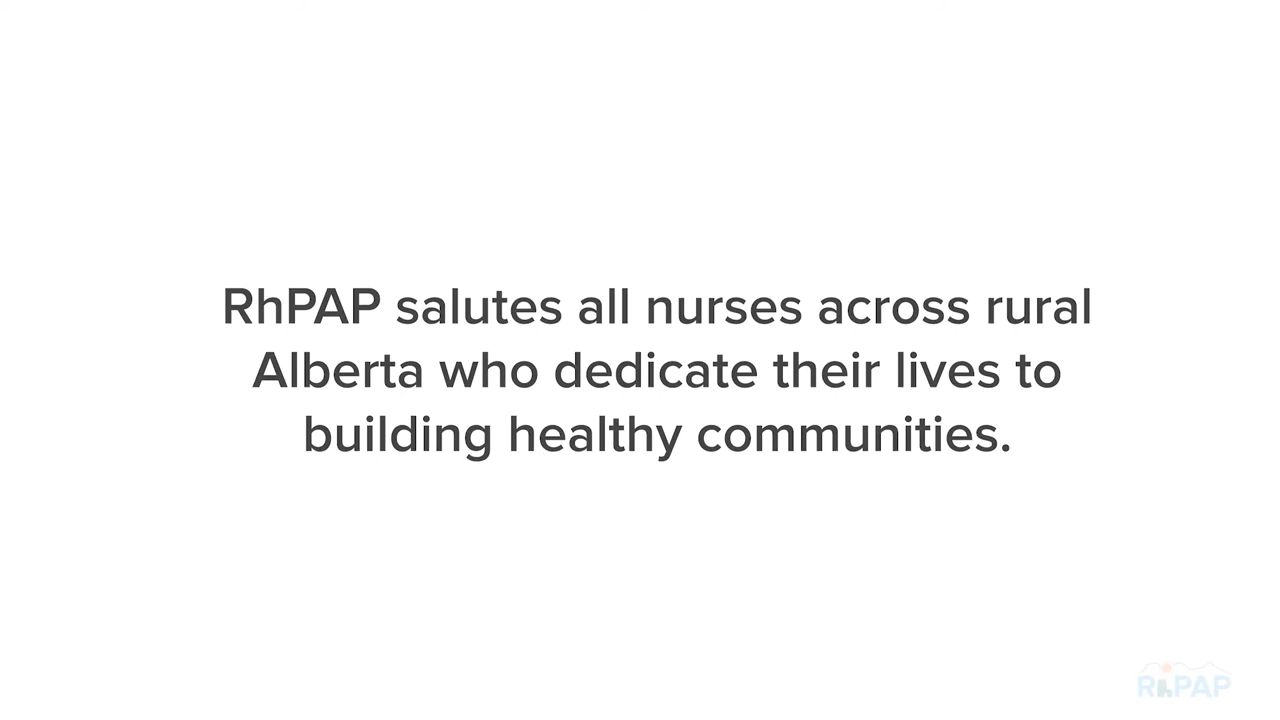 RhPAP salutes all nurses across rural
Alberta who dedicate their lives to
building healthy communities.
RhPAP